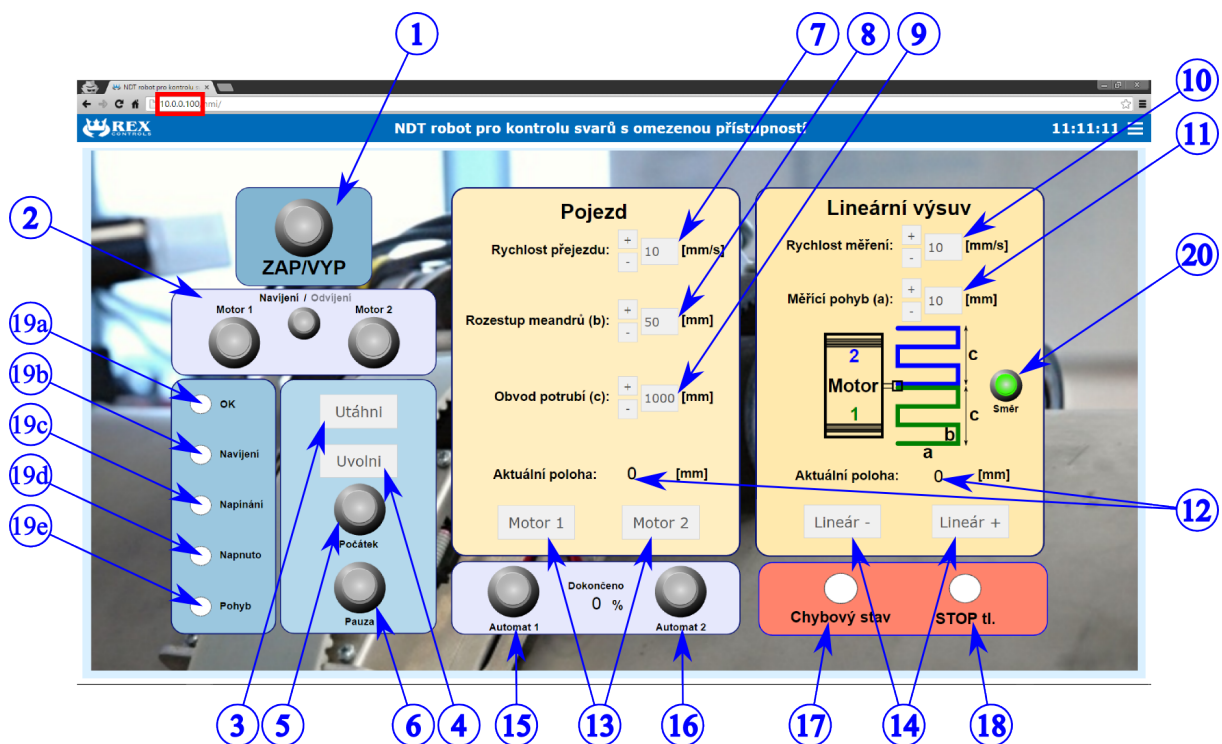 1
7
8
9
NDT robot pro kontrolu s
10.0.0.100/hmi/
REX
CONTROLS
NDT robot pro kontrolu svarů s omezenou přístupností
11:11:11
10
11
2
20
ZAP/VYP
Navíjení / Odvíjení
Motor 1
Motor 2
19a
OK
19b
Navíjení
19c
Napínání
19d
Napnuto
19e
Pohyb
Utáhni
Uvolni
Počátek
Pauza
Pojezd
Rychlost přejezdu:
+
-
10
[mm/s]
Rozestup meandrů (b):
+
-
50
[mm]
Obvod potrubí (c):
+
-
1000
[mm]
Aktuální poloha:
0
[mm]
Motor 1
Motor 2
Lineární výsuv
Rychlost měření:
+
-
10
[mm/s]
Měřící pohyb (a):
+
-
10
[mm]
2
Motor
1
c
c
b
a
Směr
Aktuální poloha:
0
[mm]
12
Lineár -
Lineár +
Automat 1
Dokončeno
0 %
Automat 2
Chybový stav
STOP tl.
3
5
6
4
15
13
16
17
14
18